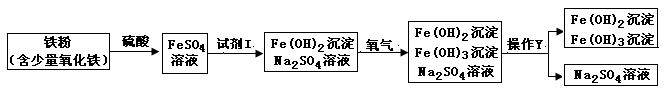 铁粉
(含少量氧化铁)
硫酸
FeSO4
溶液
试剂I
Fe(OH)2沉淀
Na2SO4溶液
氧气
Fe(OH)2沉淀
Fe(OH)3沉淀
Na2SO4溶液
操作Y
Fe(OH)2沉淀
Fe(OH)3沉淀
Na2SO4溶液